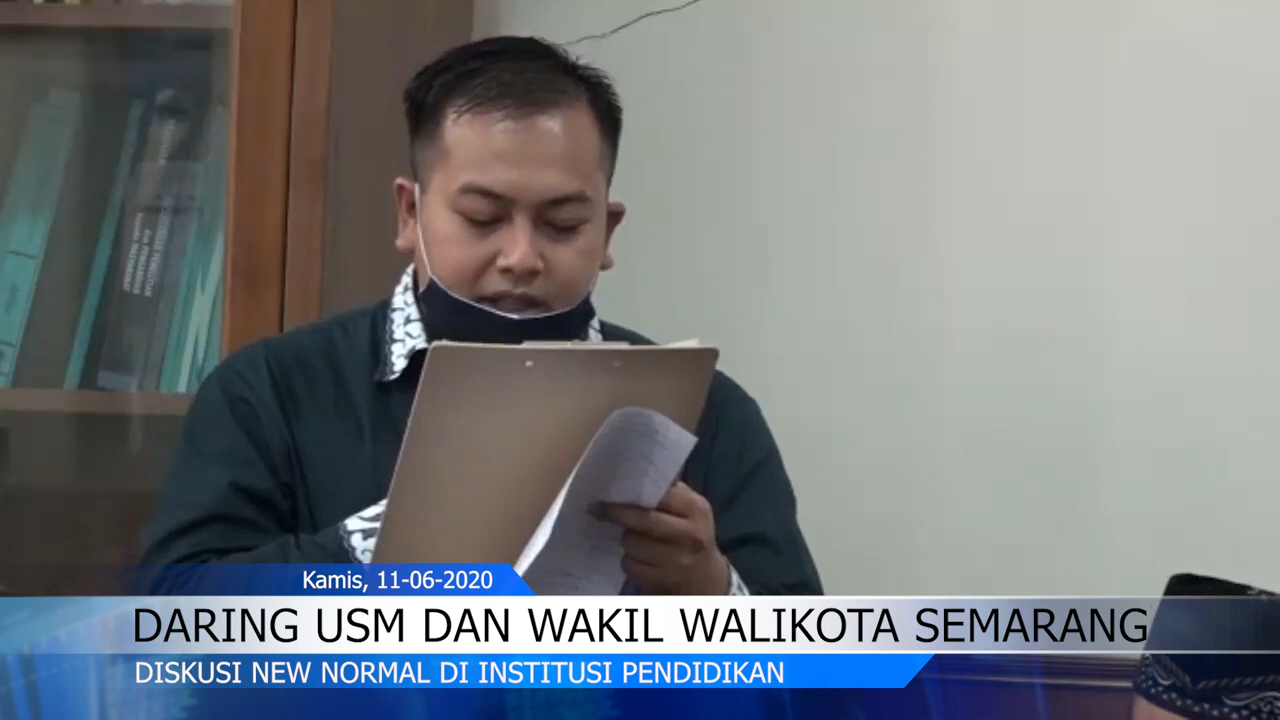 Kamis, 11-06-2020
DARING USM DAN WAKIL WALIKOTA SEMARANG
DISKUSI NEW NORMAL DI INSTITUSI PENDIDIKAN